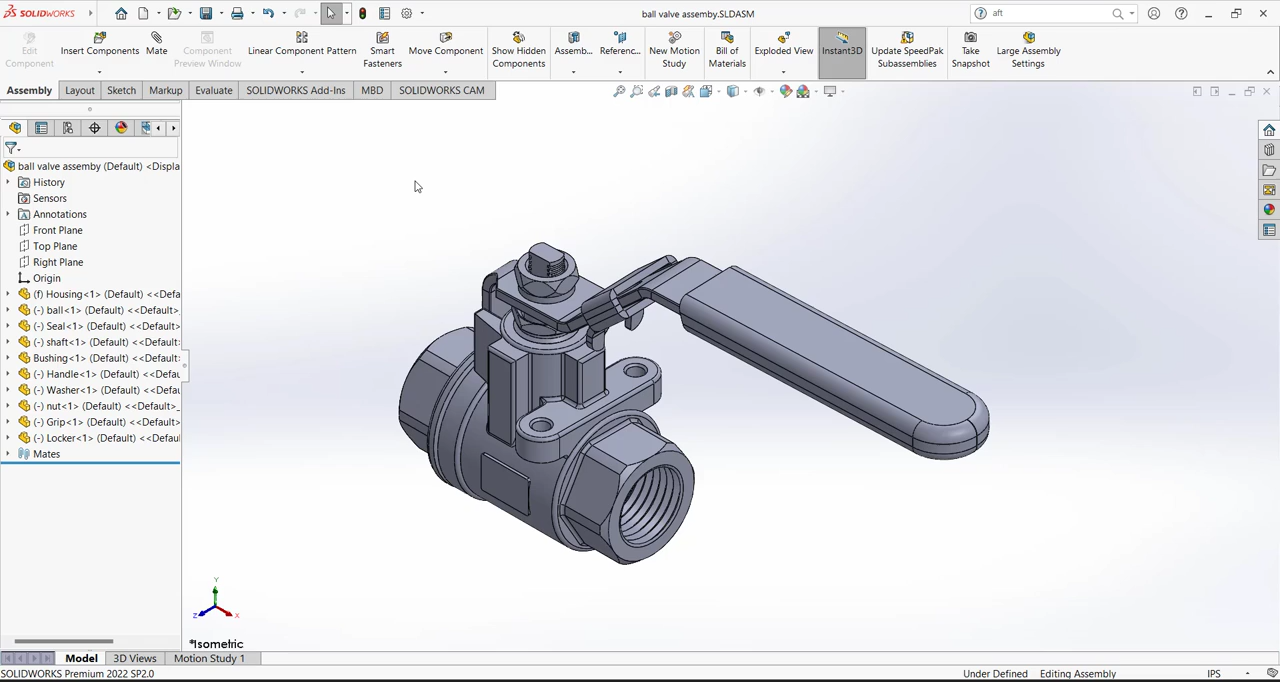 SOLIDWORKS
ball valve assemby.SLDASM
aft
Edit Component
Insert Components
Mate
Component Preview Window
Linear Component Pattern
Smart Fasteners
Move Component
Show Hidden Components
Assemb...
Referenc...
New Motion Study
Bill of Materials
Exploded View
Instant3D
Update SpeedPak Subassemblies
Take Snapshot
Large Assembly Settings
Assembly
Layout
Sketch
Markup
Evaluate
SOLIDWORKS Add-Ins
MBD
SOLIDWORKS CAM
ball valve assemby (Default) <Displa
History
Sensors
Annotations
Front Plane
Top Plane
Right Plane
Origin
(f) Housing<1> (Default) <<Defa
(-) ball<1> (Default) <<Default>_
(-) Seal<1> (Default) <<Default>
(-) shaft<1> (Default) <<Default:
Bushing<1> (Default) <<Default>
(-) Handle<1> (Default) <<Defau
(-) Washer<1> (Default) <<Defau
(-) nut<1> (Default) <<Default>_
(-) Grip<1> (Default) <<Default>
(-) Locker<1> (Default) <<Defaul
Mates
Y
Z
X
*Isometric
Model
3D Views
Motion Study 1
SOLIDWORKS Premium 2022 SP2.0
Under Defined
Editing Assembly
IPS